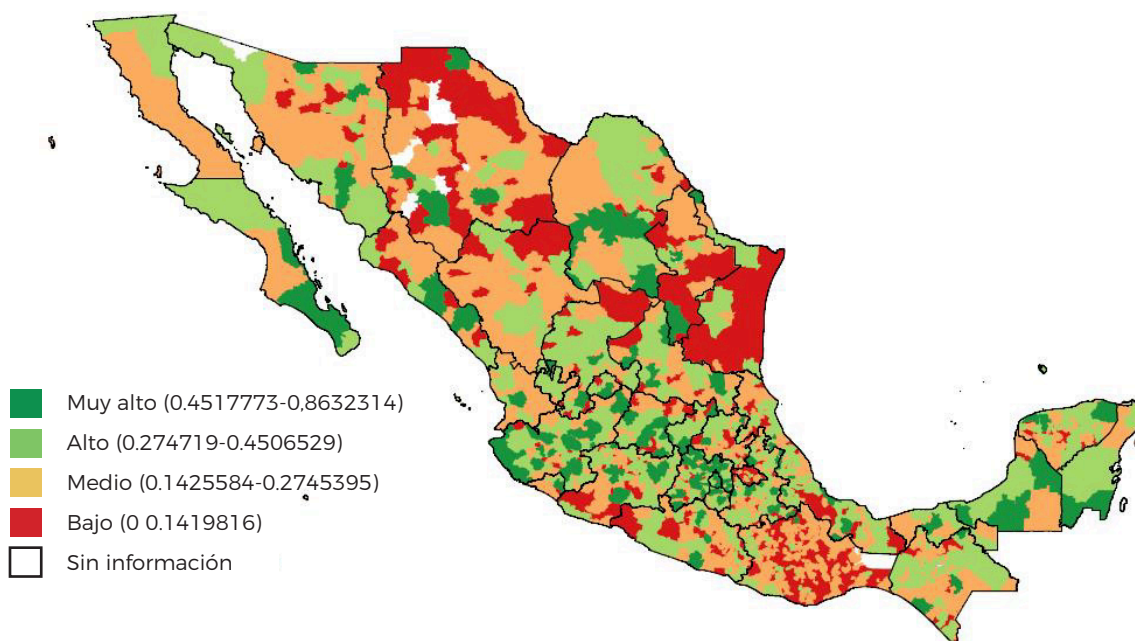 Muy alto (0.4517773-0,8632314)
Alto (0.274719-0.4506529)
Medio (0.1425584-0.2745395)
Bajo (0 0.1419816)
Sin información